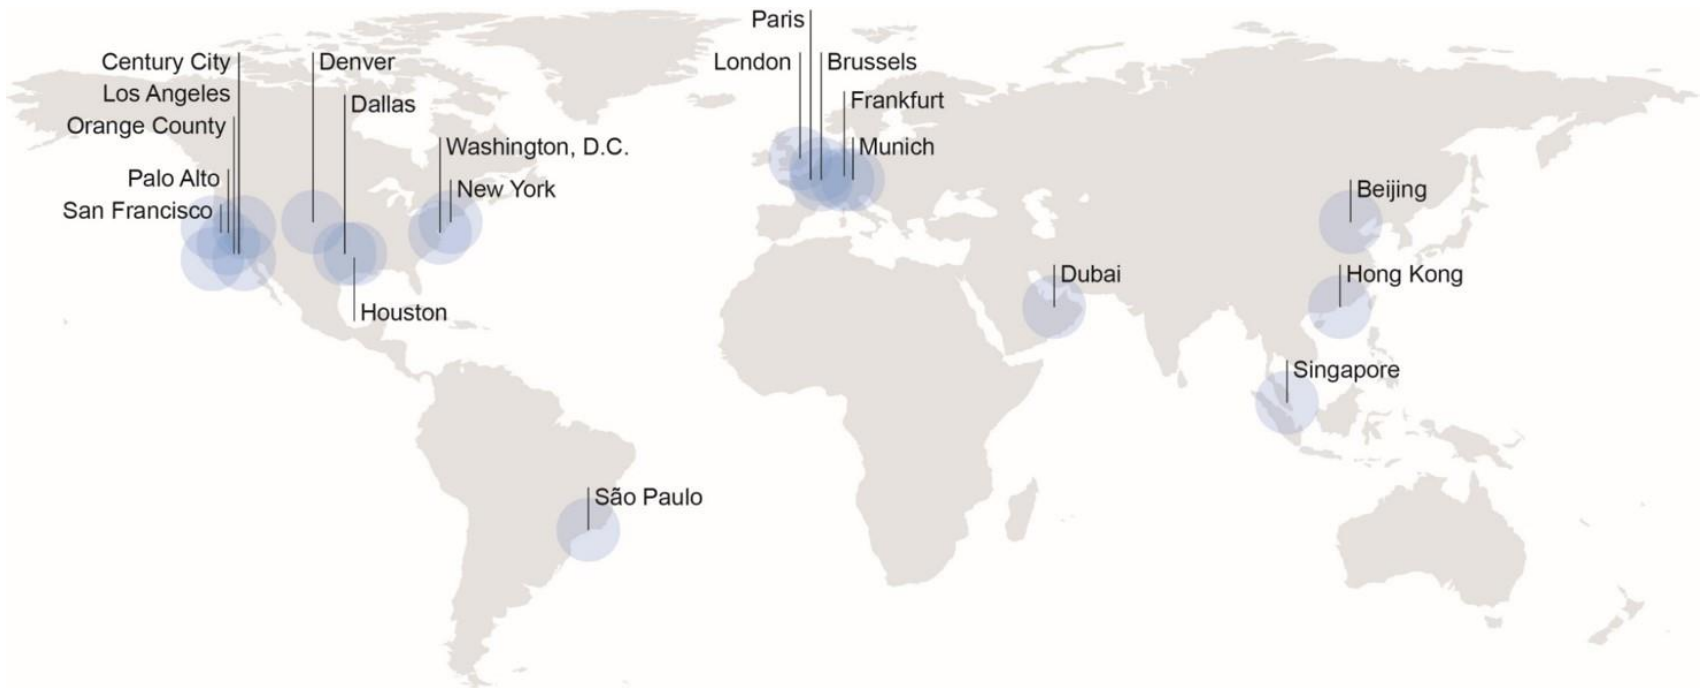 Paris
Century City
Denver
London
Brussels
Los Angeles
Dallas
Frankfurt
Orange County
Washington, D.C.
Munich
Palo Alto
New York
Beijing
San Francisco
Dubai
Hong Kong
Houston
Singapore
São Paulo